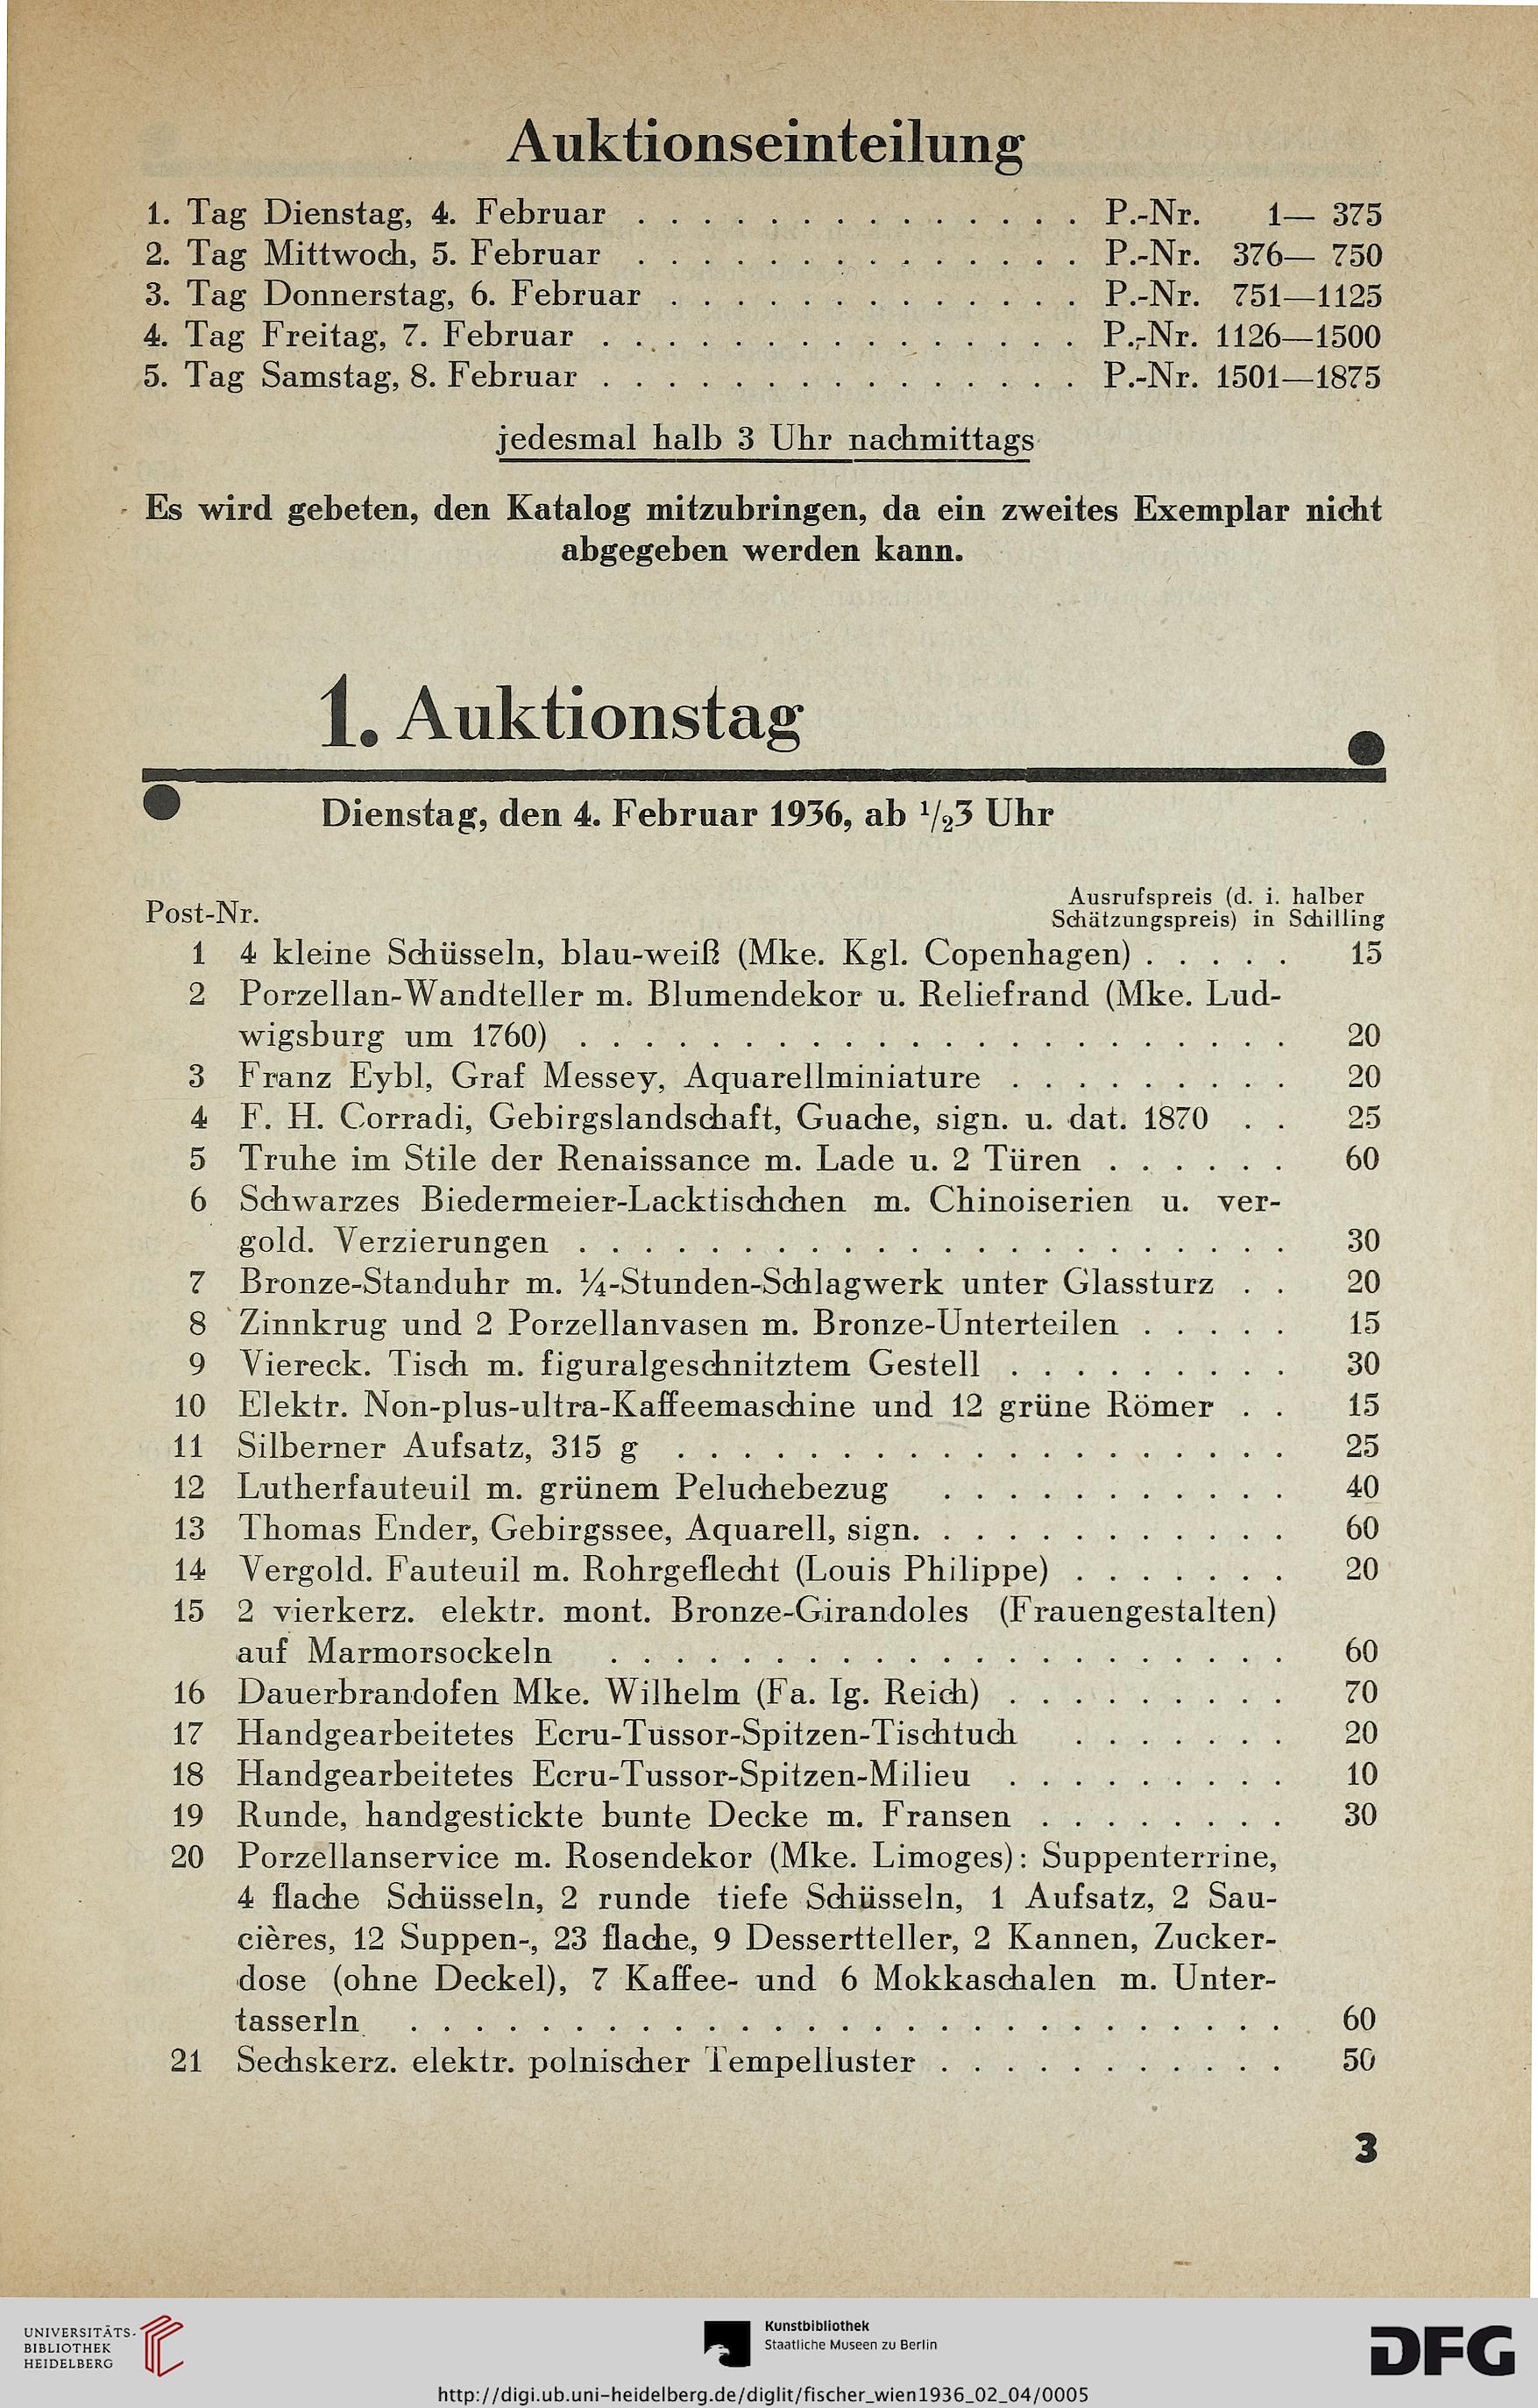 Auktionseinteilung
1. Tag Dienstag, 4. Februar . . . . . . . . . . . . . . P.-Nr. 1— 375
2. Tag Mittwoch, 5. Februar . . . . . . . . . . . . . . P.-Nr. 376— 750
3. Tag Donnerstag, 6. Februar . . . . . . . . . . . . . P.-Nr. 751—1125
4. Tag Freitag, 7. Februar . . . . . . . . . . . . . . . P.-Nr. 1126—1500
5. Tag Samstag, 8. Februar . . . . . . . . . . . . . . . P.-Nr. 1501—1875
jedesmal halb 3 Uhr nachmittags
Es wird gebeten, den Katalog mitzubringen, da ein zweites Exemplar nicht
abgegeben werden kann.
1. Auktionstag
Dienstag, den 4. Februar 1936, ab 1/23 Uhr
Ausrufspreis (d. i. halber
Post-Nr. Schätzungspreis) in Schilling
1 4 kleine Schüsseln, blau-weiß (Mke. Kgl. Copenhagen) . . . . . 15
2 Porzellan-Wandteller m. Blumendekor u. Reliefrand (Mke. Lud-
wigsburg um 1760) . . . . . . . . . . . . . . . . . . . . . . 20
3 Franz Eybl, Graf Messey, Aquarellminiature . . . . . . . . . 20
4 F. H. Corradi, Gebirgslandschaft, Guache, sign. u. dat. 1870 . . 25
5 Truhe im Stile der Renaissance m. Lade u. 2 Türen . . . . . . 60
6 Schwarzes Biedermeier-Lacktischchen m. Chinoiserien u. ver-
gold. Verzierungen . . . . . . . . . . . . . . . . . . . . . . 30
7 Bronze-Standuhr m. ¼-Stunden-Schlagwerk unter Glassturz . . 20
8 Zinnkrug und 2 Porzellanvasen m. Bronze-Unterteilen . . . . . 15
9 Viereck. Tisch m. figuralgeschnitztem Gestell . . . . . . . . . 30
10 Elektr. Non-plus-ultra-Kaffeemaschine und 12 grüne Römer . . 15
11 Silberner Aufsatz, 315 g . . . . . . . . . . . . . . . . . . . 25
12 Lutherfauteuil m. grünem Peluchebezug . . . . . . . . . . . 40
13 Thomas Ender, Gebirgssee, Aquarell, sign. . . . . . . . . . . . 60
14 Vergold. Fauteuil m. Rohrgeflecht (Louis Philippe) . . . . . . . 20
15 2 vierkerz. elektr. mont. Bronze-Girandoles (Frauengestalten)
auf Marmorsockeln . . . . . . . . . . . . . . . . . . . . . 60
16 Dauerbrandofen Mke. Wilhelm (Fa. Ig. Reich) . . . . . . . . . 70
17 Handgearbeitetes Ecru-Tussor-Spitzen-Tischtuch . . . . . . . 20
18 Handgearbeitetes Ecru-Tussor-Spitzen-Milieu . . . . . . . . . 10
19 Runde, handgestickte bunte Decke m. Fransen . . . . . . . . 30
20 Porzellanservice m. Rosendekor (Mke. Limoges): Suppenterrine,
4 flache Schüsseln, 2 runde tiefe Schüsseln, 1 Aufsatz, 2 Sau-
cières, 12 Suppen-, 23 flache, 9 Dessertteller, 2 Kannen, Zucker-
dose (ohne Deckel), 7 Kaffee- und 6 Mokkaschalen m. Unter-
tasserln . . . . . . . . . . . . . . . . . . . . . . . . . . . 60
21 Sechskerz. elektr. polnischer Tempelluster . . . . . . . . . . . 50
3
UNIVERSITÄTS-
BIBLIOTHEK
HEIDELBERG
Kunstbibliothek
Staatliche Museen zu Berlin
DFG
http://digi.ub.uni-heidelberg.de/diglit/fischer_wien1936_02_04/0005